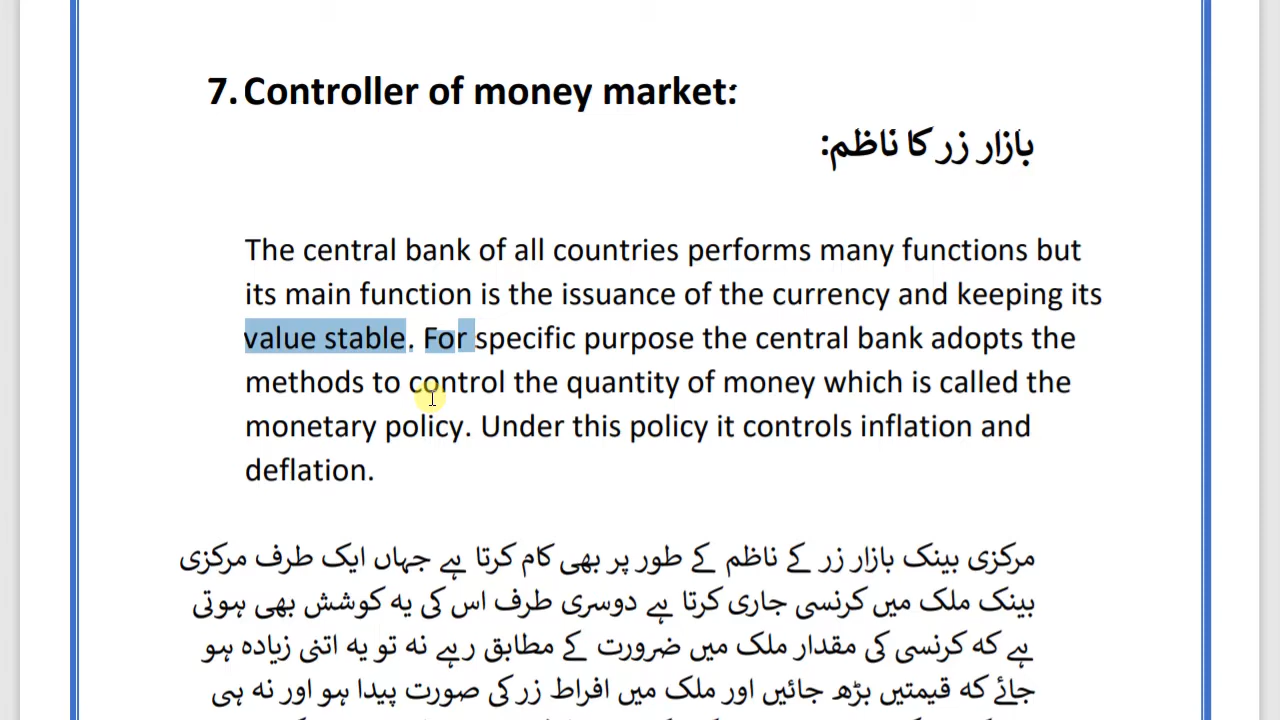 7. Controller of money market:
بازار زر کا ناظم:
The central bank of all countries performs many functions but
its main function is the issuance of the currency and keeping its
value stable. For specific purpose the central bank adopts the
methods to control the quantity of money which is called the
monetary policy. Under this policy it controls inflation and
deflation.
مرکزی بینک بازار زر کے ناظم کے طور پر بھی کام کرتا ہے جہاں ایک طرف مرکزی
بینک ملک میں کرنسی جاری کرتا ہے دوسری طرف اس کی یہ کوشش بھی ہوتی
ہے کہ کرنسی کی مقدار ملک میں ضرورت کے مطابق رہے نہ تو یہ اتنی زیادہ ہو
جائے کہ قیمتیں بڑھ جائیں اور ملک میں افراط زر کی صورت پیدا ہو اور نہ ہی